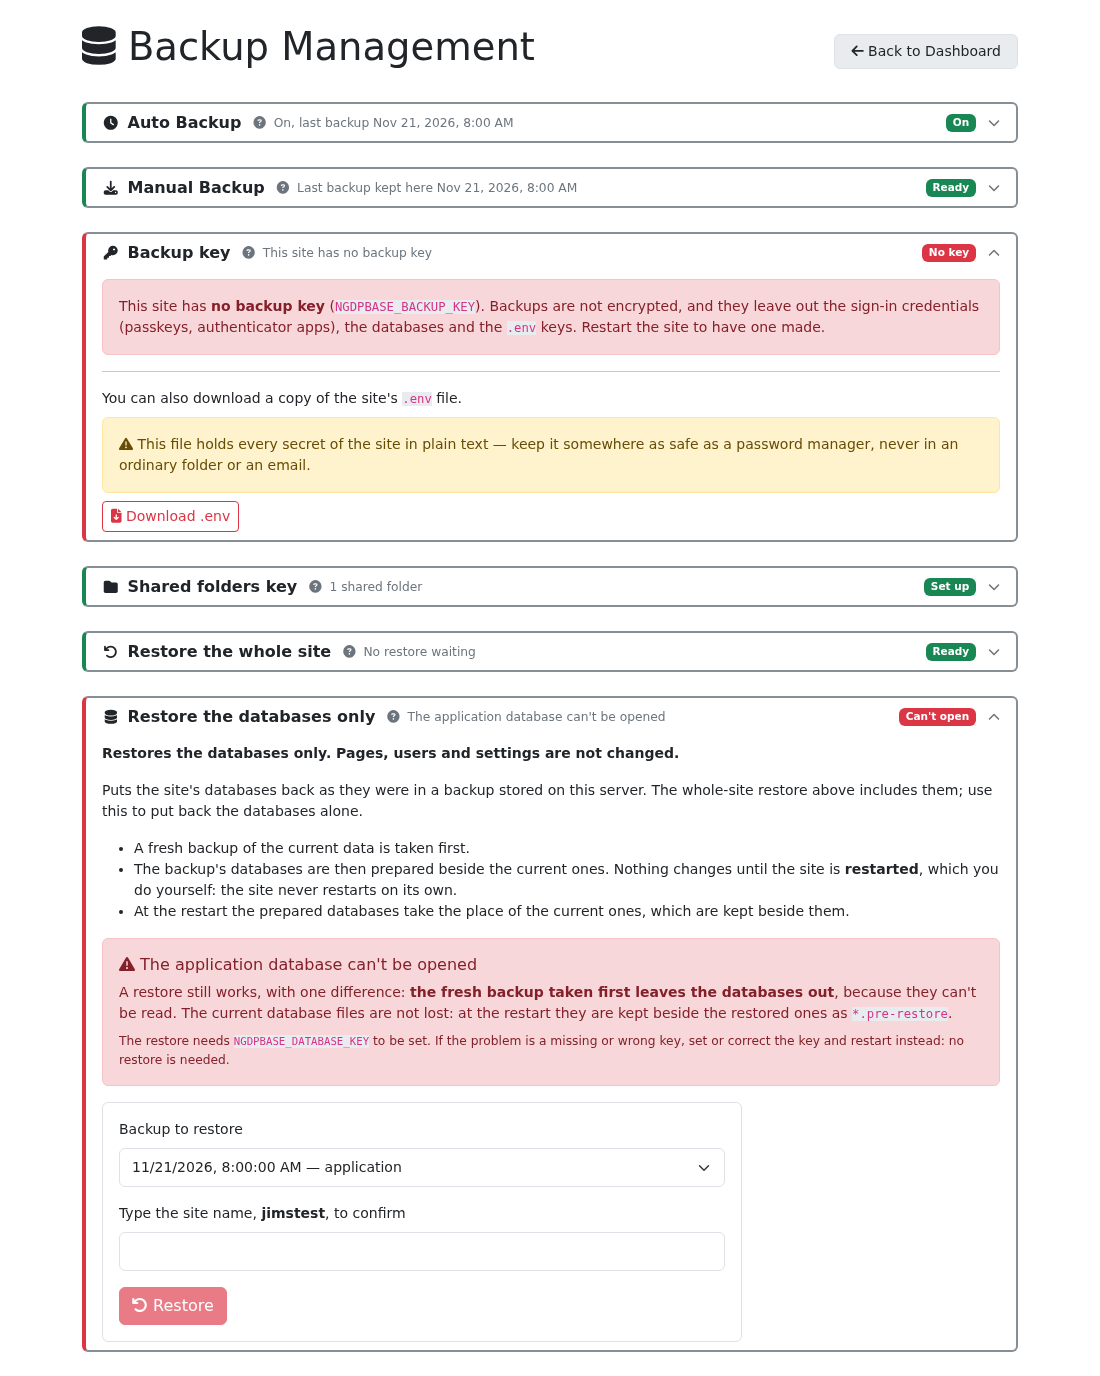 Backup Management
Back to Dashboard
Auto Backup On, last backup Nov 21, 2026, 8:00 AM On
Manual Backup Last backup kept here Nov 21, 2026, 8:00 AM Ready
Backup key This site has no backup key No key
This site has no backup key (NGDPBASE_BACKUP_KEY). Backups are not encrypted, and they leave out the sign-in credentials
(passkeys, authenticator apps), the databases and the .env keys. Restart the site to have one made.
You can also download a copy of the site's .env file.
This file holds every secret of the site in plain text — keep it somewhere as safe as a password manager, never in an
ordinary folder or an email.
Download .env
Shared folders key 1 shared folder Set up
Restore the whole site No restore waiting Ready
Restore the databases only The application database can't be opened Can't open
Restores the databases only. Pages, users and settings are not changed.
Puts the site's databases back as they were in a backup stored on this server. The whole-site restore above includes them; use
this to put back the databases alone.
• A fresh backup of the current data is taken first.
• The backup's databases are then prepared beside the current ones. Nothing changes until the site is restarted, which you
do yourself: the site never restarts on its own.
• At the restart the prepared databases take the place of the current ones, which are kept beside them.
The application database can't be opened
A restore still works, with one difference: the fresh backup taken first leaves the databases out, because they can't
be read. The current database files are not lost: at the restart they are kept beside the restored ones as *.pre-restore.
The restore needs NGDPBASE_DATABASE_KEY to be set. If the problem is a missing or wrong key, set or correct the key and restart instead: no
restore is needed.
Backup to restore
11/21/2026, 8:00:00 AM — application
Type the site name, jimstest, to confirm
Restore